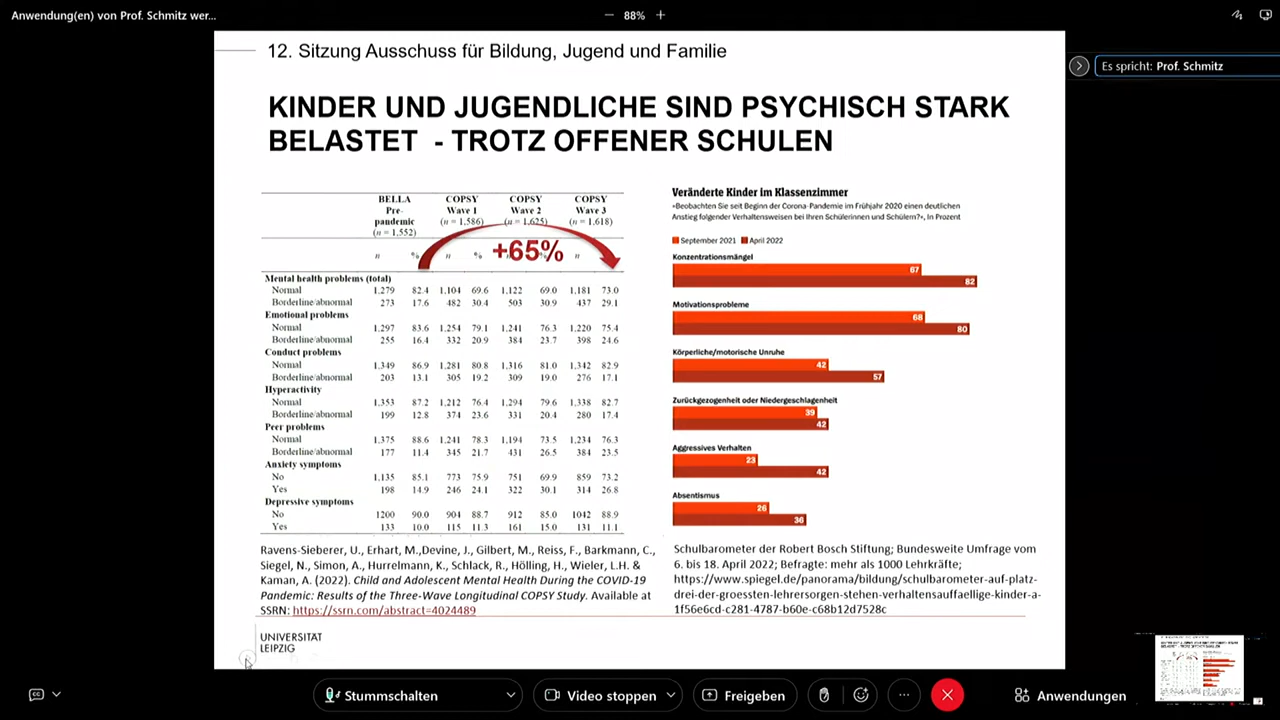 Anwendung(en) von Prof. Schmitz wer...
88%
Es spricht: Prof. Schmitz
12. Sitzung Ausschuss für Bildung, Jugend und Familie
KINDER UND JUGENDLICHE SIND PSYCHISCH STARK
BELASTET - TROTZ OFFENER SCHULEN
BELLA Pre-pandemic (n = 1,552) COPSY Wave 1 (n = 1,586) COPSY Wave 2 (n = 1,625) COPSY Wave 3 (n = 1,618)
+65%
n % n % n
Mental health problems (total)
Normal 1,279 82.4 1,104 69.6 1,122 69.0 1,181 73.0
Borderline/abnormal 273 17.6 482 30.4 503 30.9 437 29.1
Emotional problems
Normal 1,297 83.6 1,254 79.1 1,241 76.3 1,220 75.4
Borderline/abnormal 255 16.4 332 20.9 384 23.7 398 24.6
Conduct problems
Normal 1,349 86.9 1,281 80.8 1,316 81.0 1,342 82.9
Borderline/abnormal 203 13.1 305 19.2 309 19.0 276 17.1
Hyperactivity
Normal 1,353 87.2 1,212 76.4 1,294 79.6 1,338 82.7
Borderline/abnormal 199 12.8 374 23.6 331 20.4 280 17.4
Peer problems
Normal 1,375 88.6 1,241 78.3 1,194 73.5 1,234 76.3
Borderline/abnormal 177 11.4 345 21.7 431 26.5 384 23.5
Anxiety symptoms
No 1,135 85.1 773 75.9 751 69.9 859 73.2
Yes 198 14.9 246 24.1 322 30.1 314 26.8
Depressive symptoms
No 1200 90.0 904 88.7 912 85.0 1042 88.9
Yes 133 10.0 115 11.3 161 15.0 131 11.1
Ravens-Sieberer, U., Erhart, M.,Devine, J., Gilbert, M., Reiss, F., Barkmann, C.,
Siegel, N., Simon, A., Hurrelmann, K., Schlack, R., Hölling, H., Wieler, L.H. &
Kaman, A. (2022). Child and Adolescent Mental Health During the COVID-19
Pandemic: Results of the Three-Wave Longitudinal COPSY Study. Available at
SSRN: https://ssrn.com/abstract=4024489
Veränderte Kinder im Klassenzimmer
»Beobachten Sie seit Beginn der Corona-Pandemie im Frühjahr 2020 einen deutlichen
Anstieg folgender Verhaltensweisen bei Ihren Schülerinnen und Schülern?«, In Prozent
September 2021 April 2022
Konzentrationsmängel
67
82
Motivationsprobleme
68
80
Körperliche/motorische Unruhe
42
57
Zurückgezogenheit oder Niedergeschlagenheit
39
42
Aggressives Verhalten
23
42
Absentismus
26
36
Schulbarometer der Robert Bosch Stiftung; Bundesweite Umfrage vom
6. bis 18. April 2022; Befragte: mehr als 1000 Lehrkräfte;
https://www.spiegel.de/panorama/bildung/schulbarometer-auf-platz-
drei-der-groessten-lehrersorgen-stehen-verhaltensauffaellige-kinder-a-
1f56e6cd-c281-4787-b60e-c68b12d7528c
UNIVERSITÄT
LEIPZIG
CC
Stummschalten
Video stoppen
Freigeben
Anwendungen